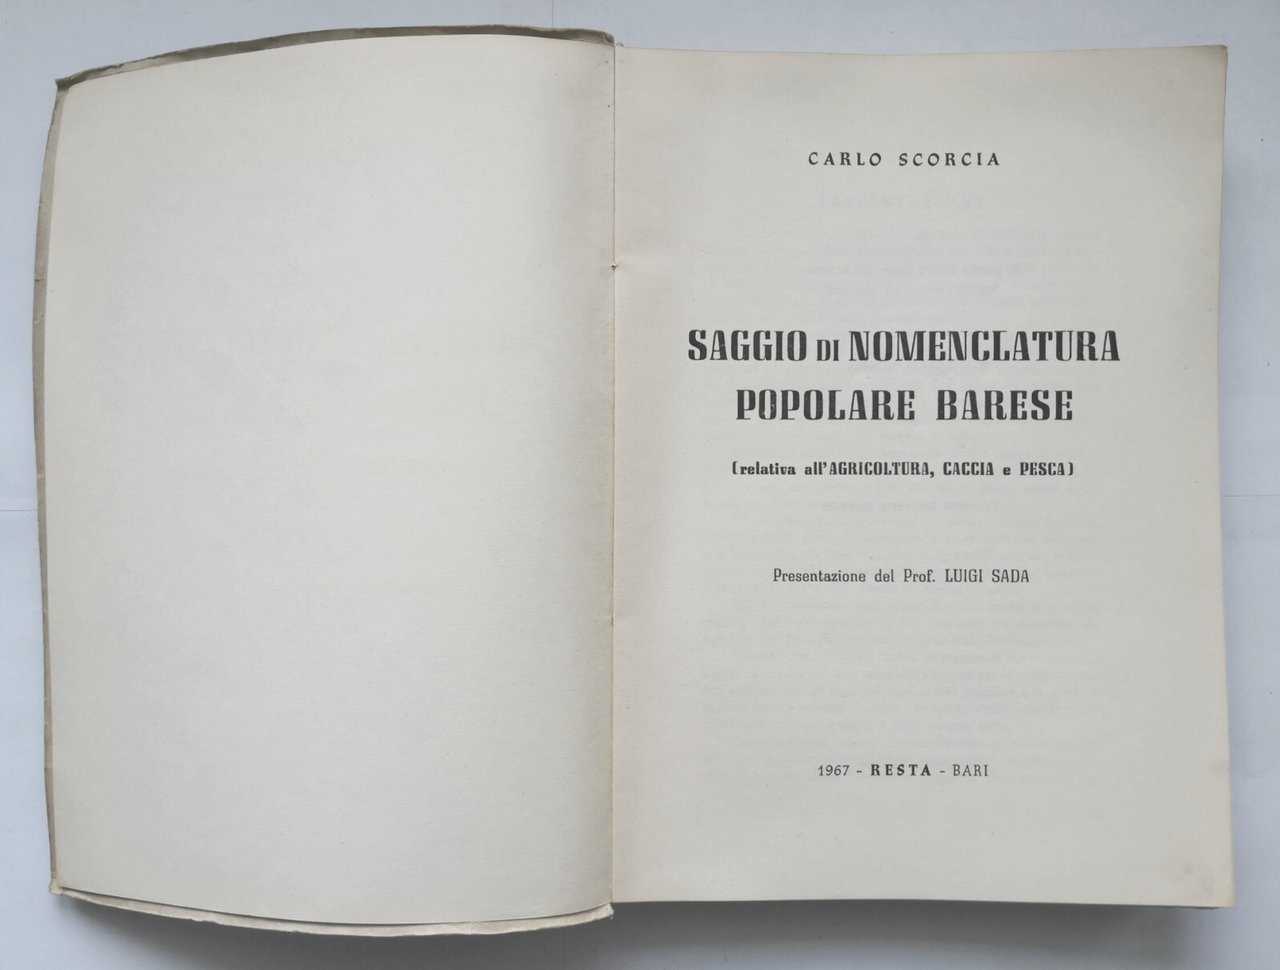 CARLO SCORCIA
SAGGIO DI NOMENCLATURA
POPOLARE BARESE
(relativa all'AGRICOLTURA, CACCIA e PESCA)
Presentazione del Prof. LUIGI SADA
1967 - RESTA - BARI